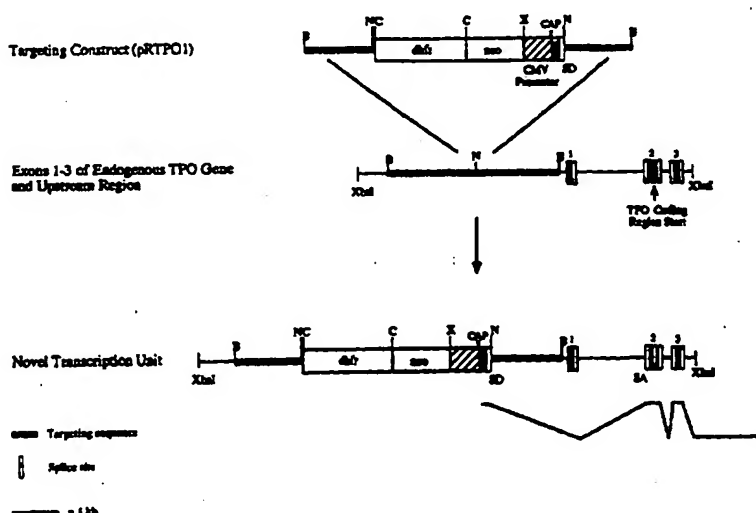 Targeting Construct (pRTPO1)
B NC C X CAP N B
dhfr neo
CMV Promoter
SD
Exons 1-3 of Endogenous TPO Gene
and Upstream Region
B N B 1 2 3
XbaI XbaI
TPO Coding
Region Start
Novel Transcription Unit
B NC C X CAP N B 1 2 3
dhfr neo
XbaI SD SA XbaI
Targeting sequence
Splice site